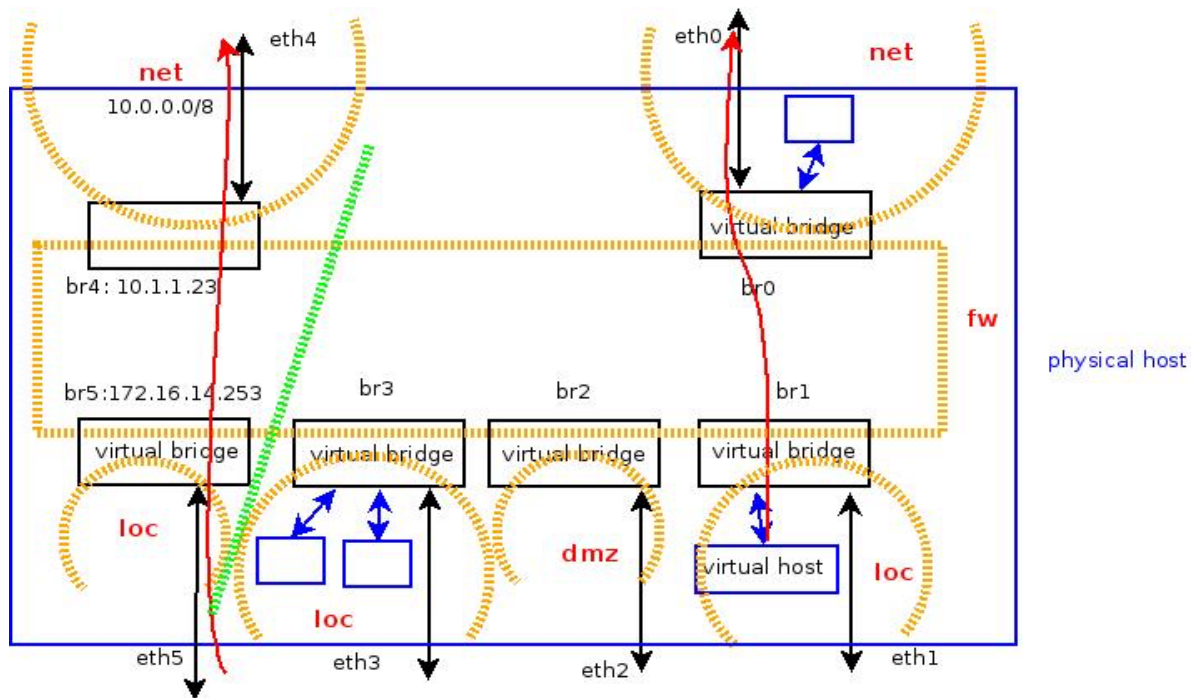 eth4
eth0
net
net
10.0.0.0/8
virtual bridge
br4: 10.1.1.23
br0
fw
physical host
br5:172.16.14.253
br3
br2
br1
virtual bridge
virtual bridge
virtual bridge
virtual bridge
loc
dmz
virtual host
loc
loc
eth5
eth3
eth2
eth1